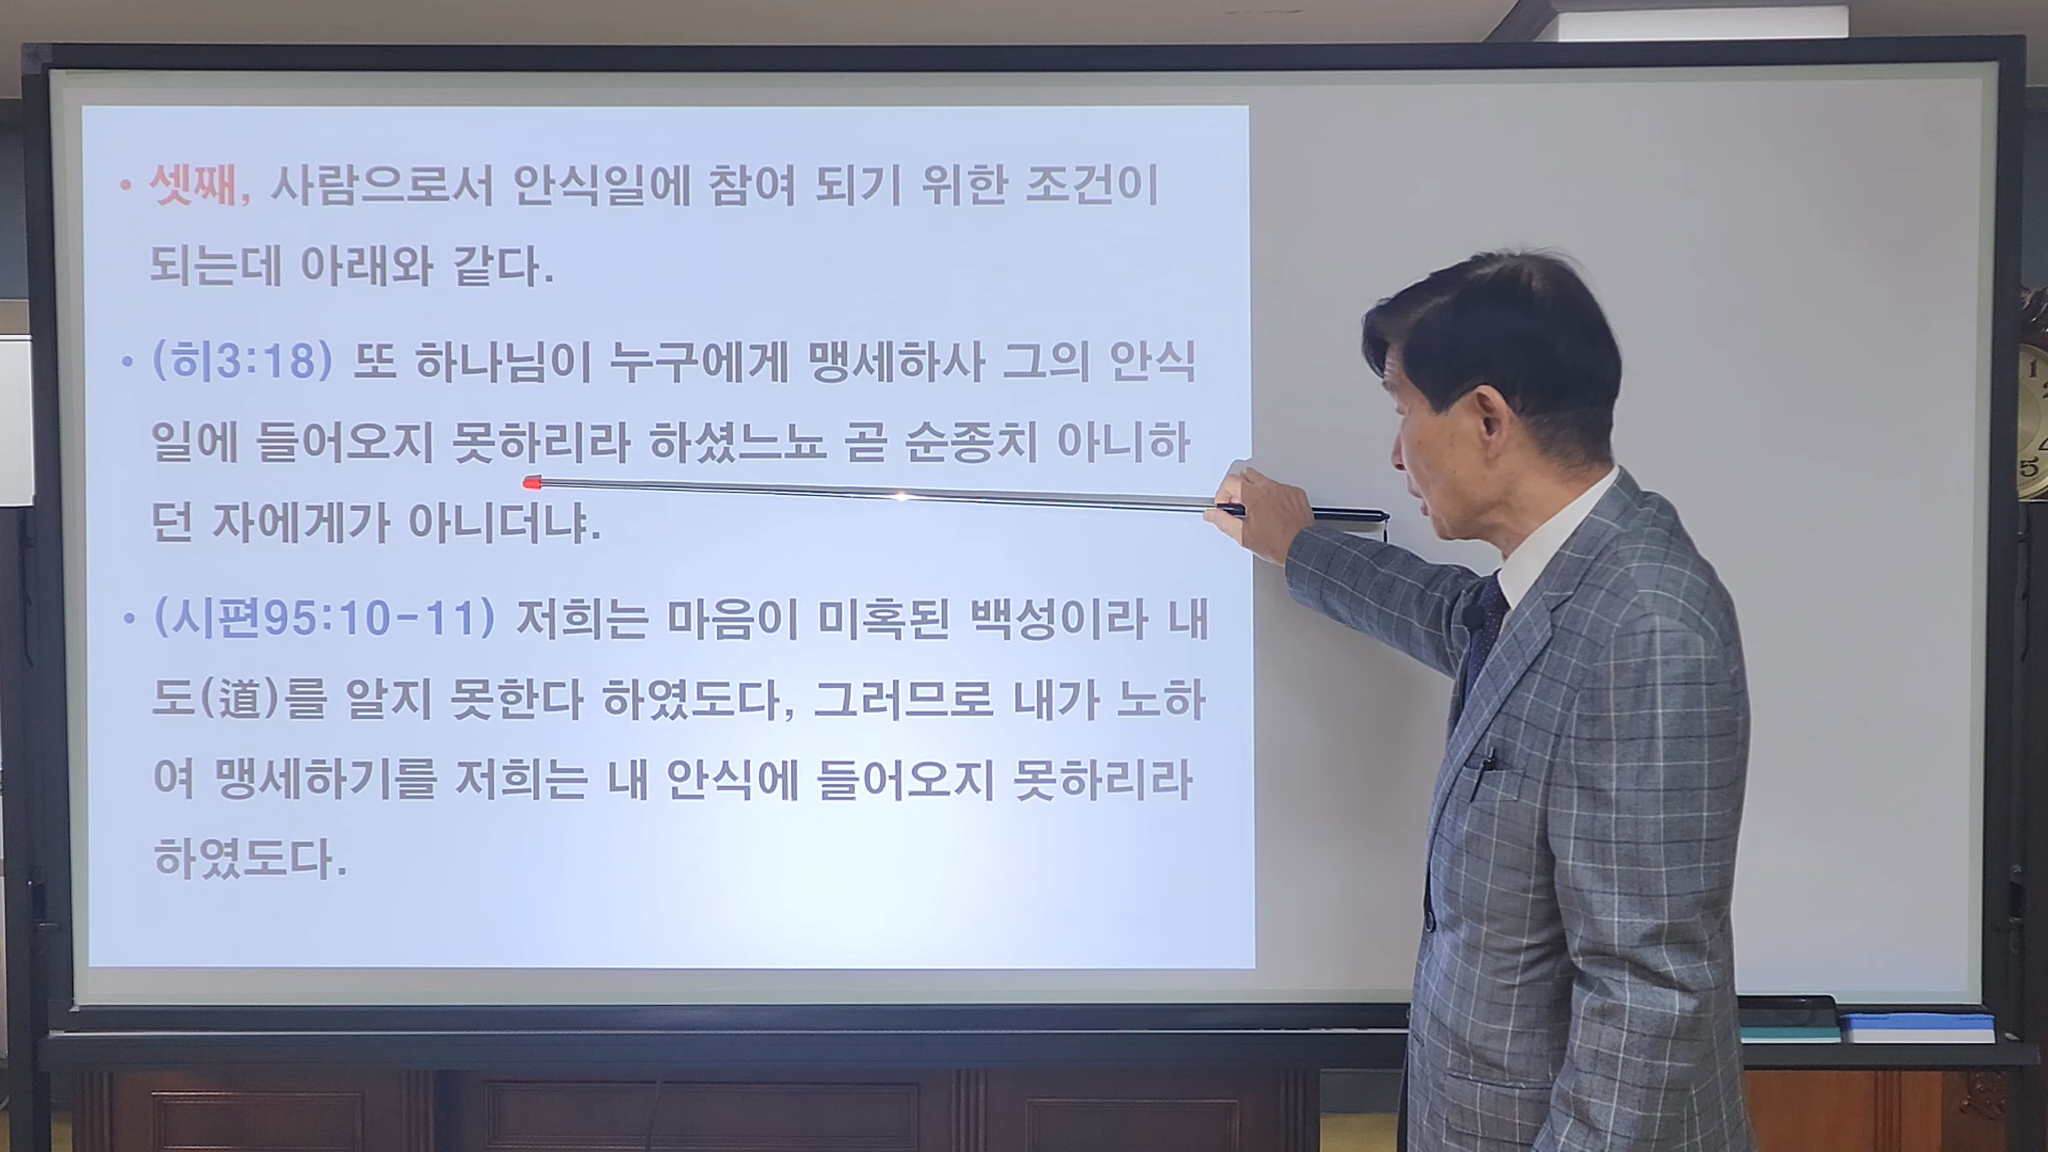 • 셋째, 사람으로서 안식일에 참여 되기 위한 조건이
되는데 아래와 같다.
• (히3:18) 또 하나님이 누구에게 맹세하사 그의 안식
일에 들어오지 못하리라 하셨느뇨 곧 순종치 아니하
던 자에게가 아니더냐.
• (시편95:10-11) 저희는 마음이 미혹된 백성이라 내
도(道)를 알지 못한다 하였도다, 그러므로 내가 노하
여 맹세하기를 저희는 내 안식에 들어오지 못하리라
하였도다.
1
2
4
5